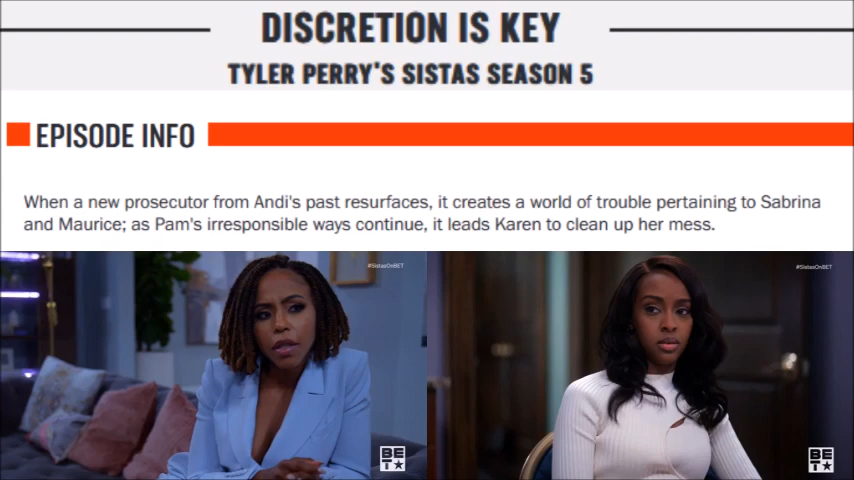 DISCRETION IS KEY
TYLER PERRY'S SISTAS SEASON 5
EPISODE INFO
When a new prosecutor from Andi's past resurfaces, it creates a world of trouble pertaining to Sabrina
and Maurice; as Pam's irresponsible ways continue, it leads Karen to clean up her mess.
#SistasOnBET
#SistasOnBET
BE
T★
BE
T★